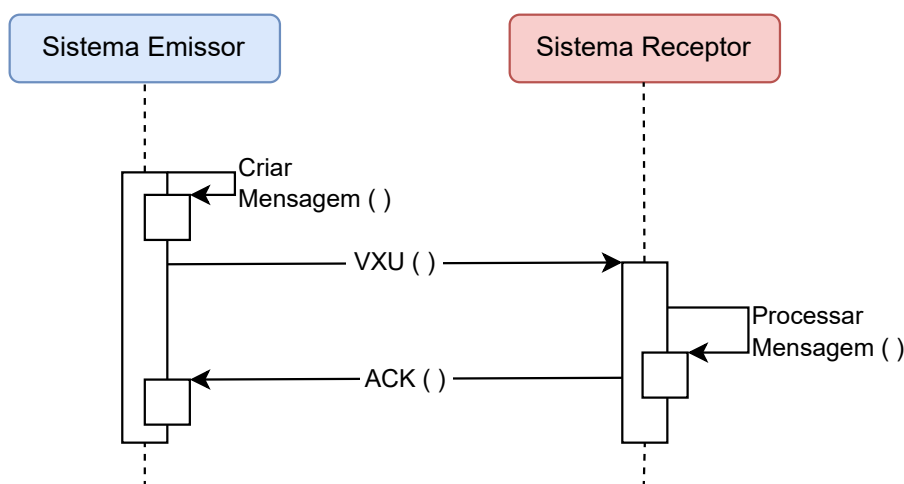 Sistema Emissor
Sistema Receptor
Criar
Mensagem ( )
VXU ( )
Processar
Mensagem ( )
ACK ( )